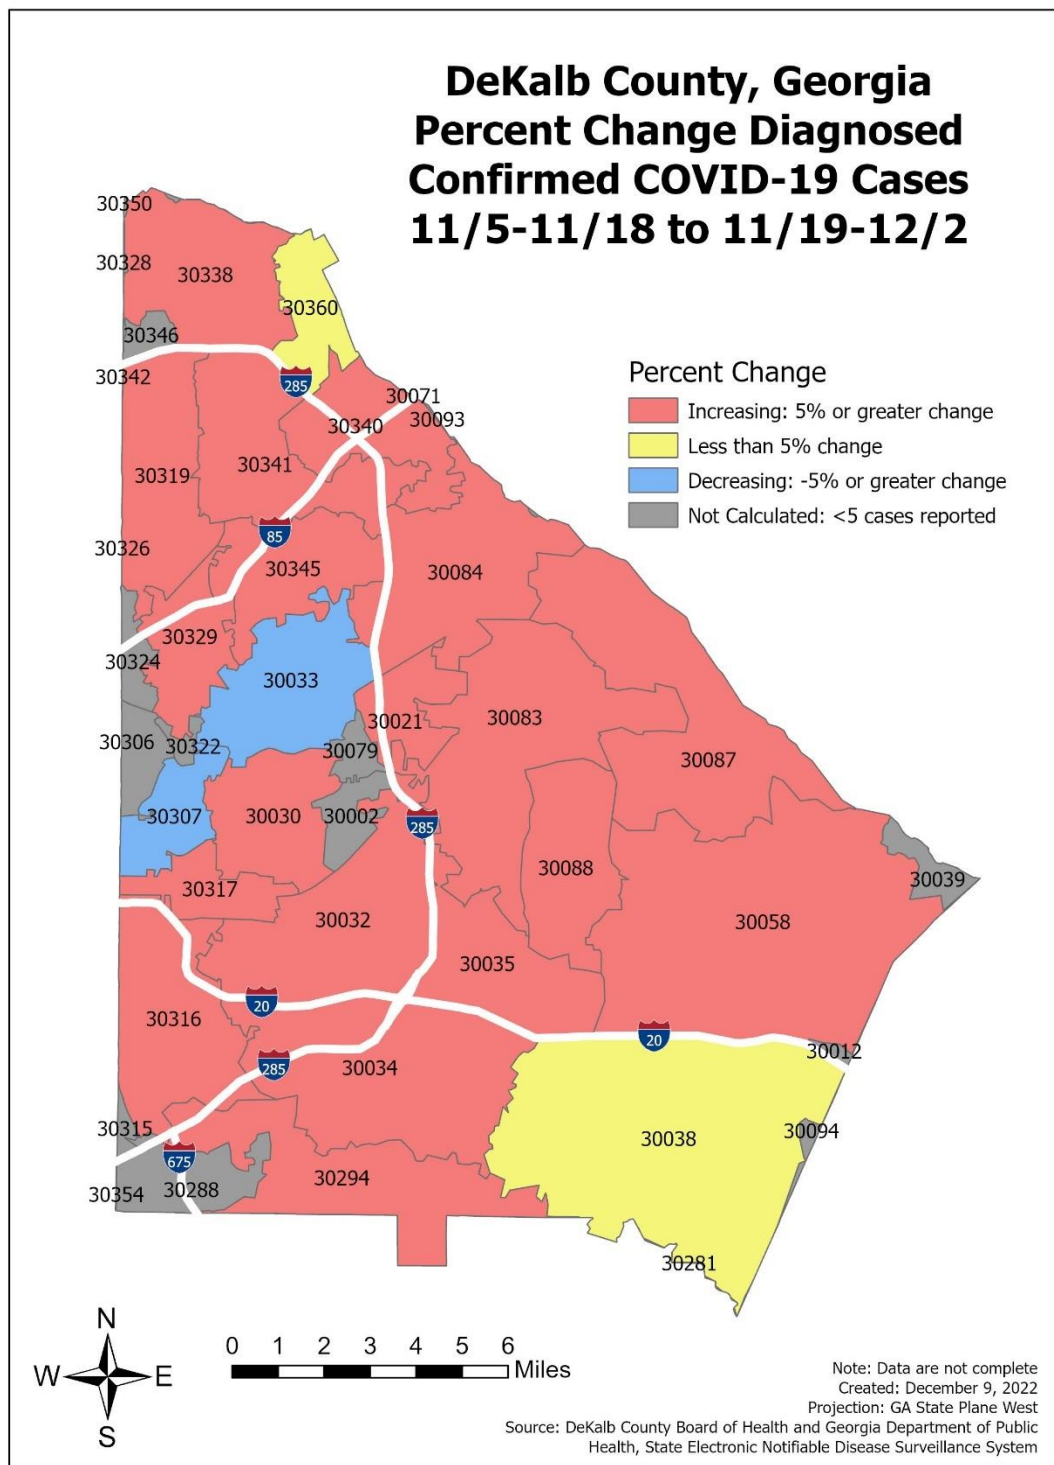 DeKalb County, Georgia
Percent Change Diagnosed
Confirmed COVID-19 Cases
11/5-11/18 to 11/19-12/2
30350
30328
30338
30360
30346
30342
285
Percent Change
Increasing: 5% or greater change
Less than 5% change
Decreasing: -5% or greater change
Not Calculated: <5 cases reported
30071
30093
30340
30341
30319
85
30326
30345
30084
30329
30324
30033
30083
30021
30306
30322
30079
30087
30307
30030
30002
285
30088
30039
30317
30032
30058
30035
20
30316
20
30012
285
30034
30315
30094
30038
675
30354
30288
30294
30281
N
W
E
S
0 1 2 3 4 5 6
Miles
Note: Data are not complete
Created: December 9, 2022
Projection: GA State Plane West
Source: DeKalb County Board of Health and Georgia Department of Public
Health, State Electronic Notifiable Disease Surveillance System